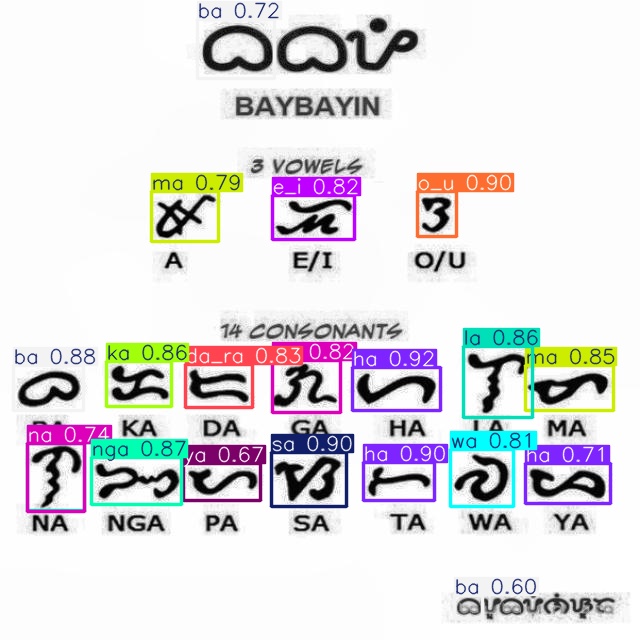 ba 0.72
ᜊᜊᜌᜒ
BAYBAYIN
3 VOWELS
ma 0.79 e_i 0.82 o_u 0.90
ᜀ ᜁ ᜂ
A E/I O/U
14 CONSONANTS
ba 0.88 ka 0.86 da_ra 0.83 0.82 ha 0.92 la 0.86 ma 0.85
ᜊ ᜃ ᜇ ᜄ ᜑ ᜎ ᜋ
BA KA DA GA HA LA MA
na 0.74 nga 0.87 ya 0.67 sa 0.90 ha 0.90 wa 0.81 ha 0.71
ᜈ ᜅ ᜉ ᜐ ᜆ ᜏ ᜌ
NA NGA PA SA TA WA YA
ba 0.60